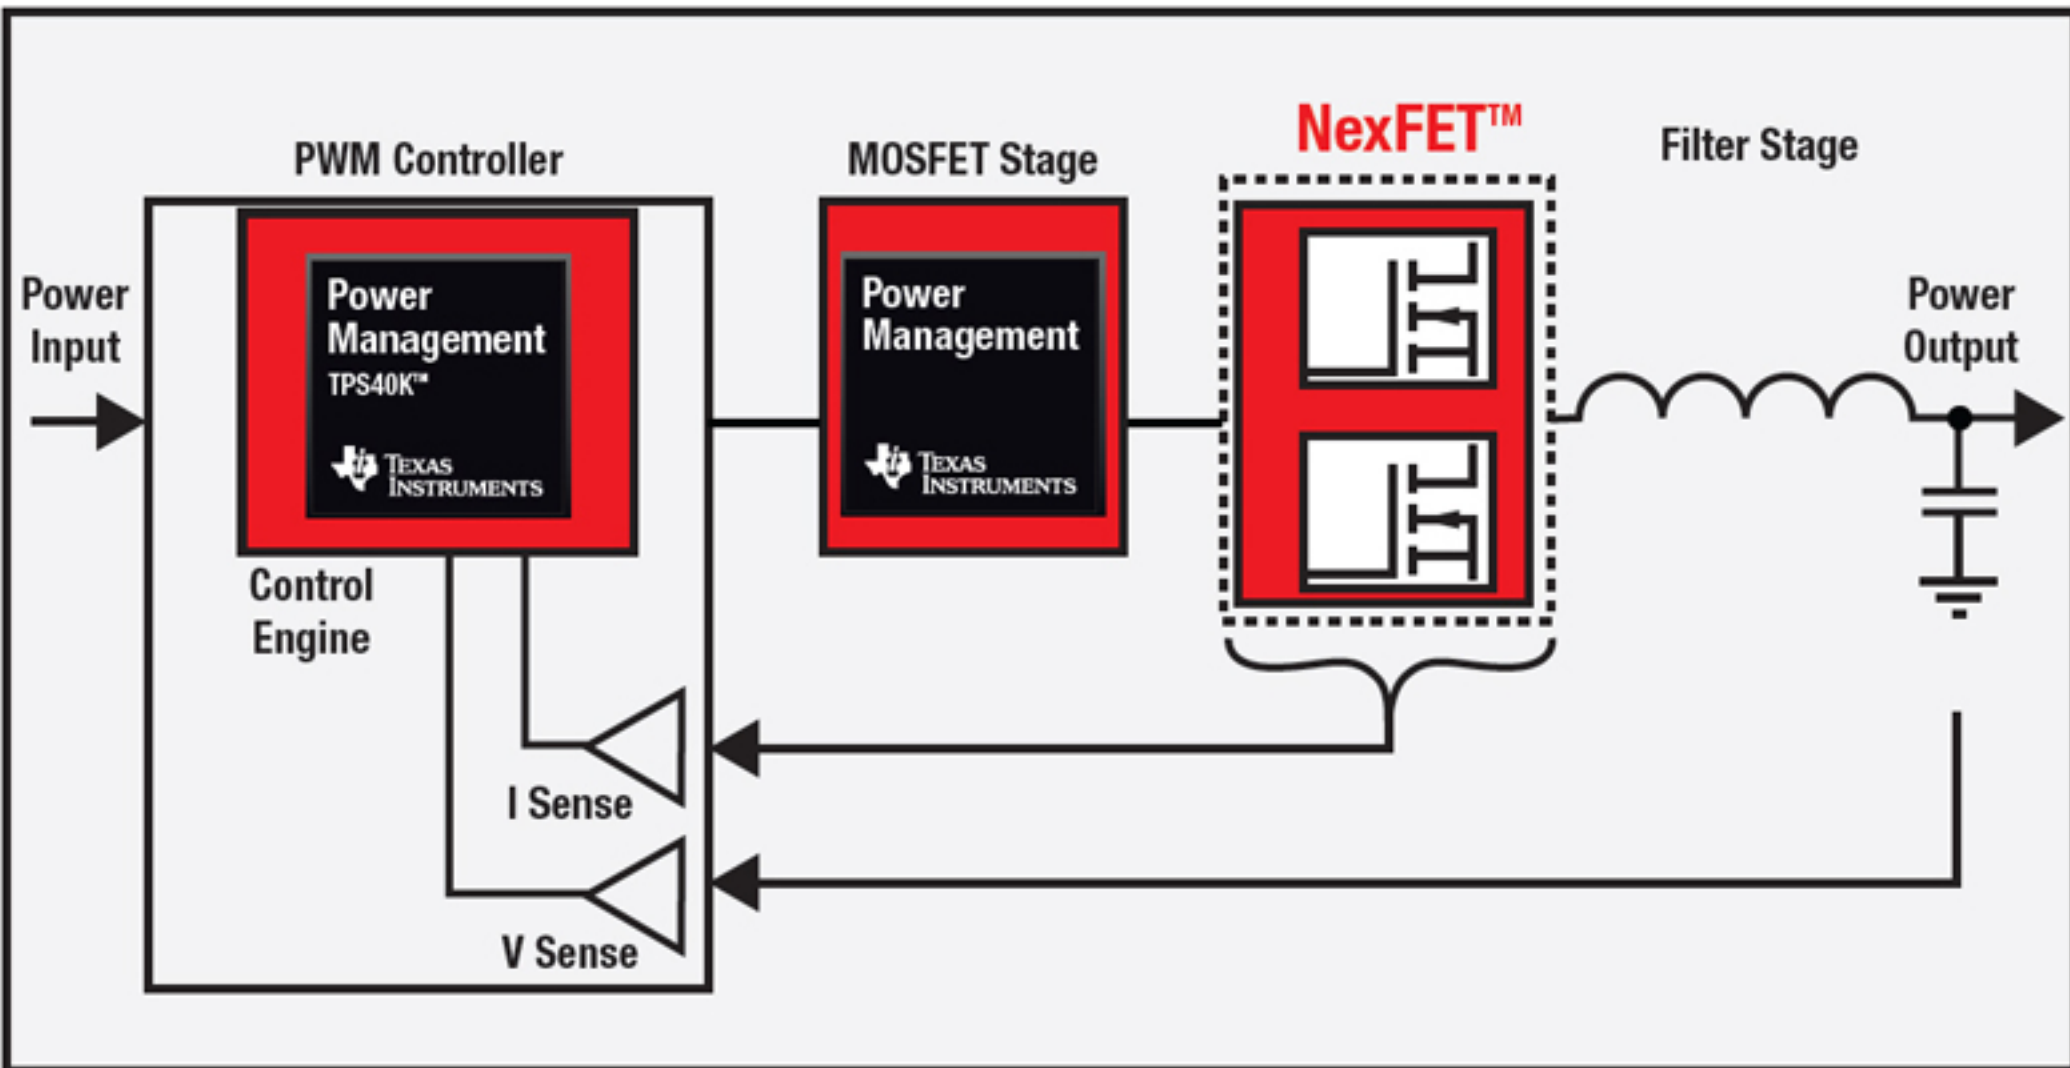 NexFET™
PWM Controller
MOSFET Stage
Filter Stage
Power
Input
Power
Management
TPS40K™
TEXAS
INSTRUMENTS
Power
Management
TEXAS
INSTRUMENTS
Power
Output
Control
Engine
I Sense
V Sense